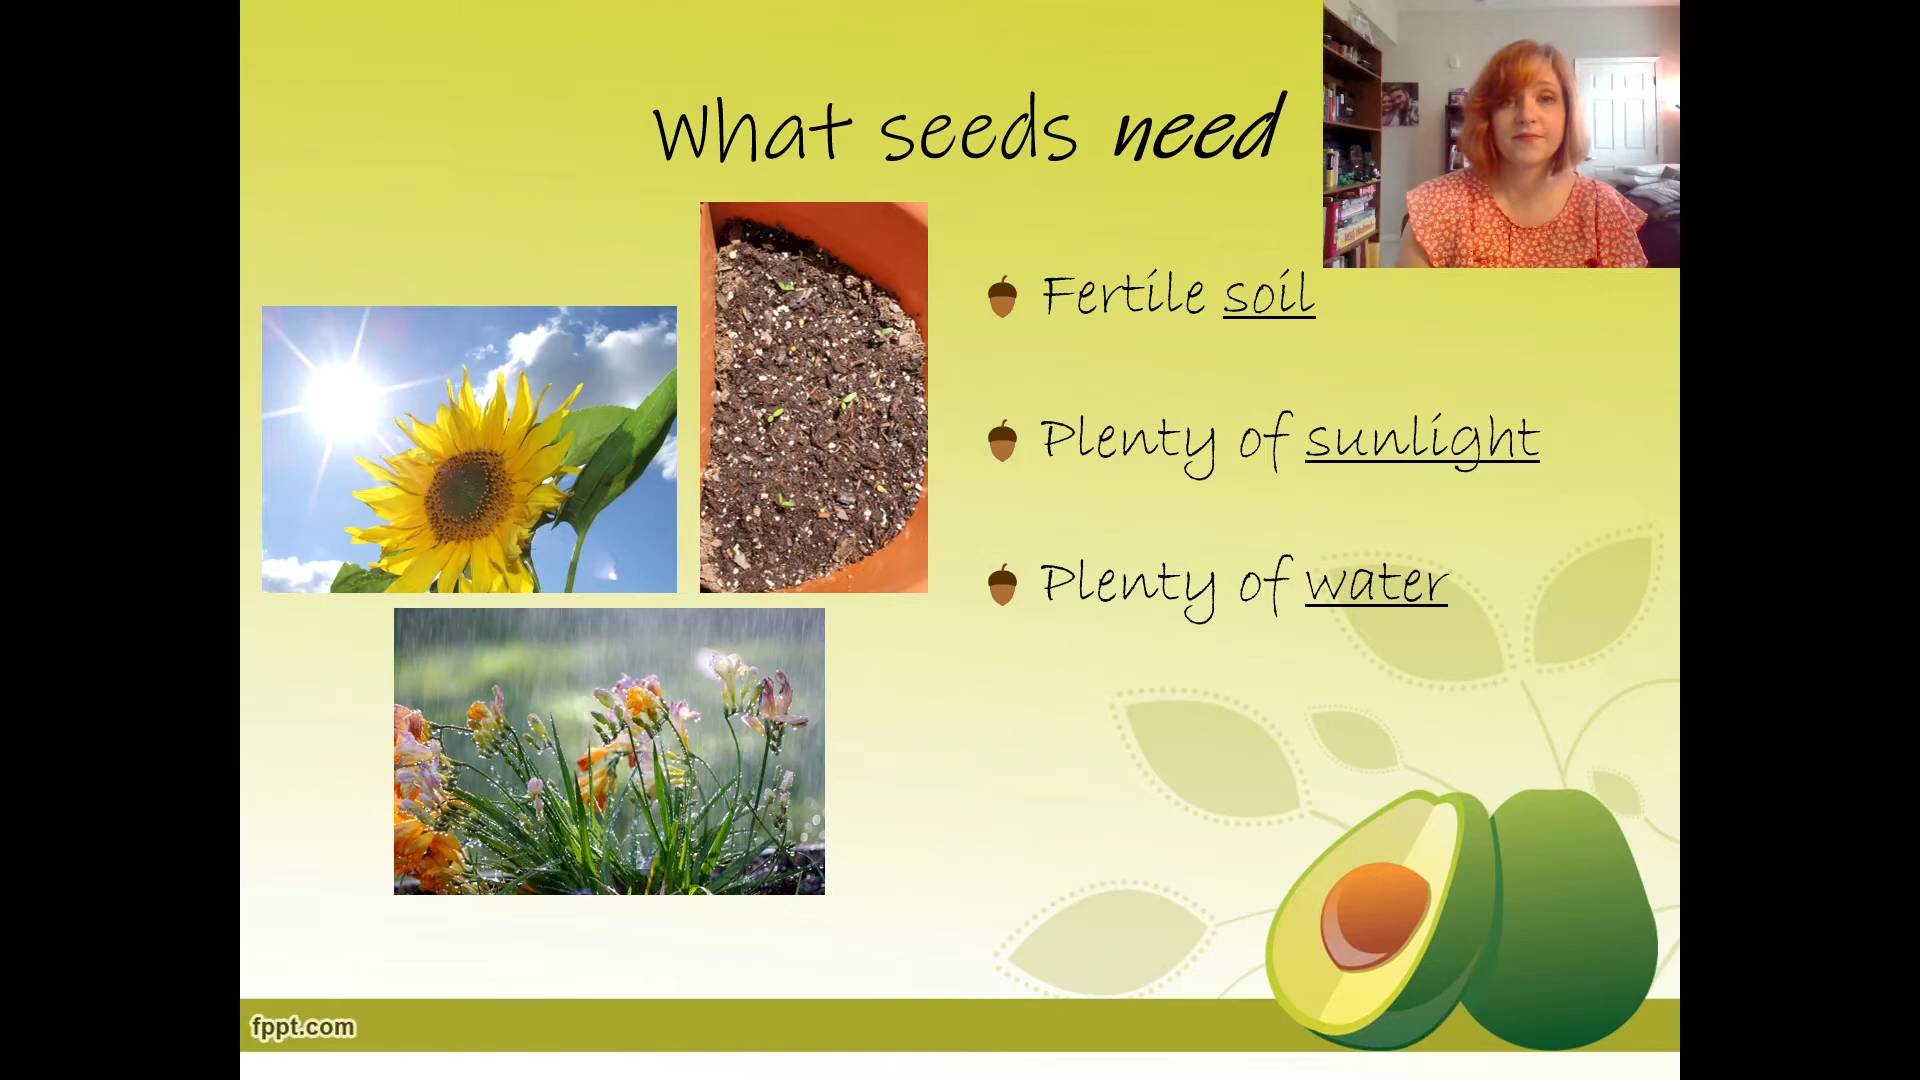 What seeds need
Fertile soil
Plenty of sunlight
Plenty of water
fppt.com